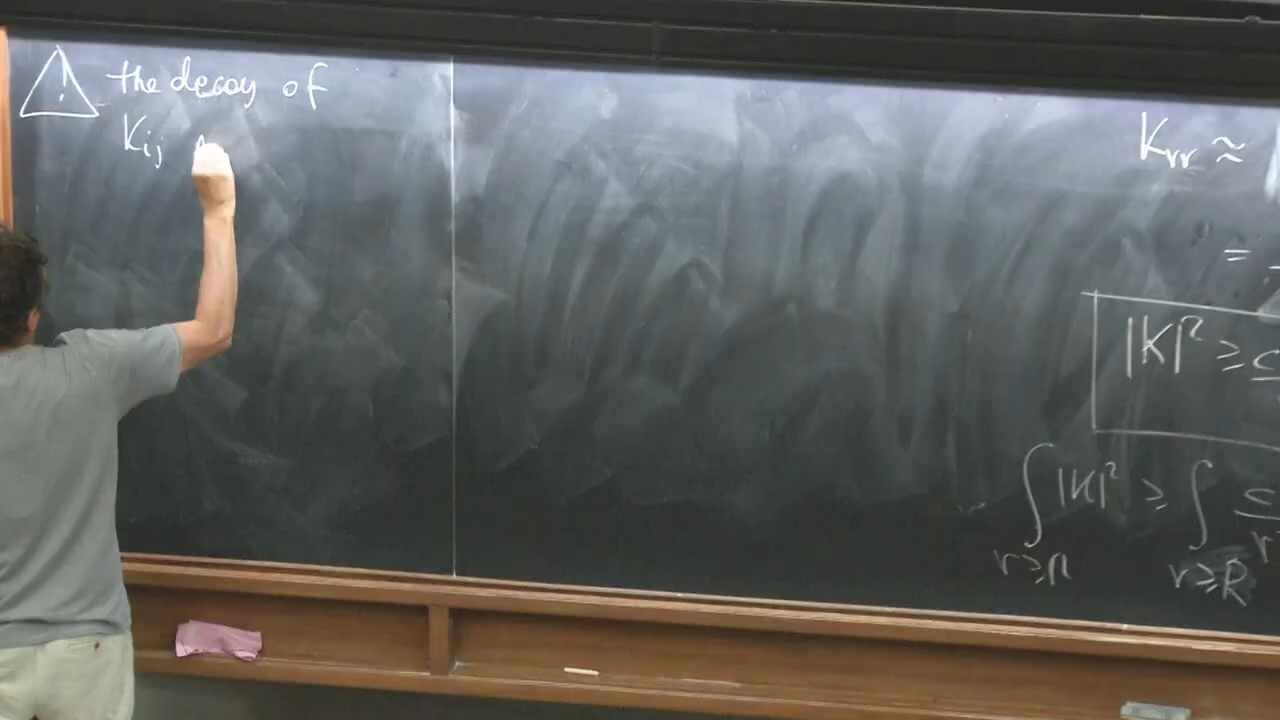 ⚠ the decay of
Kij
Krr ≈
=
|K|² ≥ c
∫ |K|² ≥ ∫ c
r≥R r≥R r